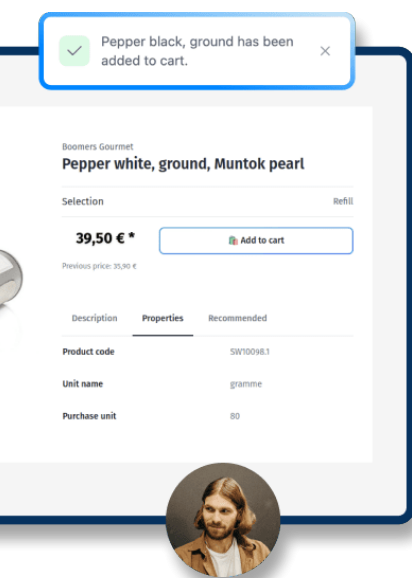 Pepper black, ground has been
added to cart.
Boomers Gourmet
Pepper white, ground, Muntok pearl
Selection Refill
39,50 € * Add to cart
Previous price: 35,90 €
Description Properties Recommended
Product code SW10098.1
Unit name gramme
Purchase unit 80